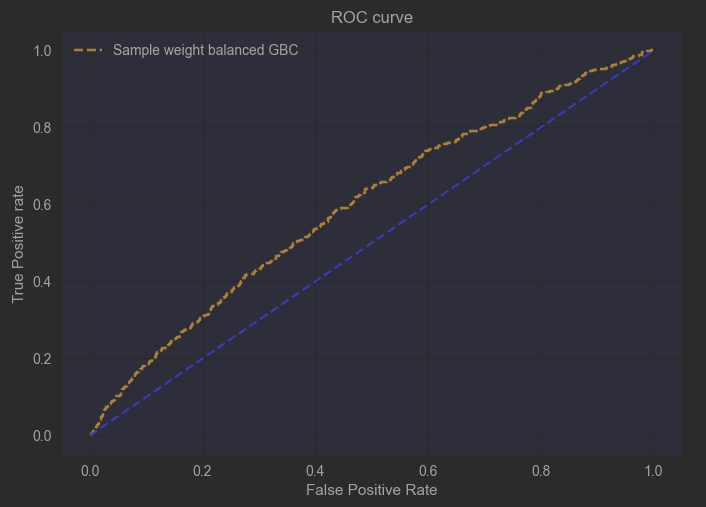 ROC curve
Sample weight balanced GBC
True Positive rate
1.0
0.8
0.6
0.4
0.2
0.0
0.0 0.2 0.4 0.6 0.8 1.0
False Positive Rate